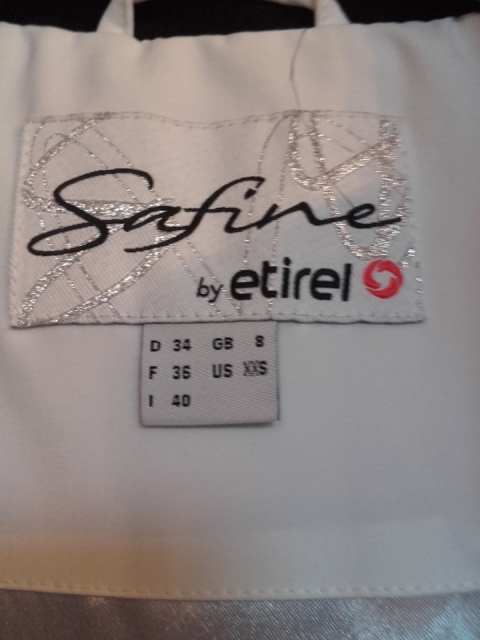 Safine
by etirel
D 34 GB 8
F 36 US XXS
I 40